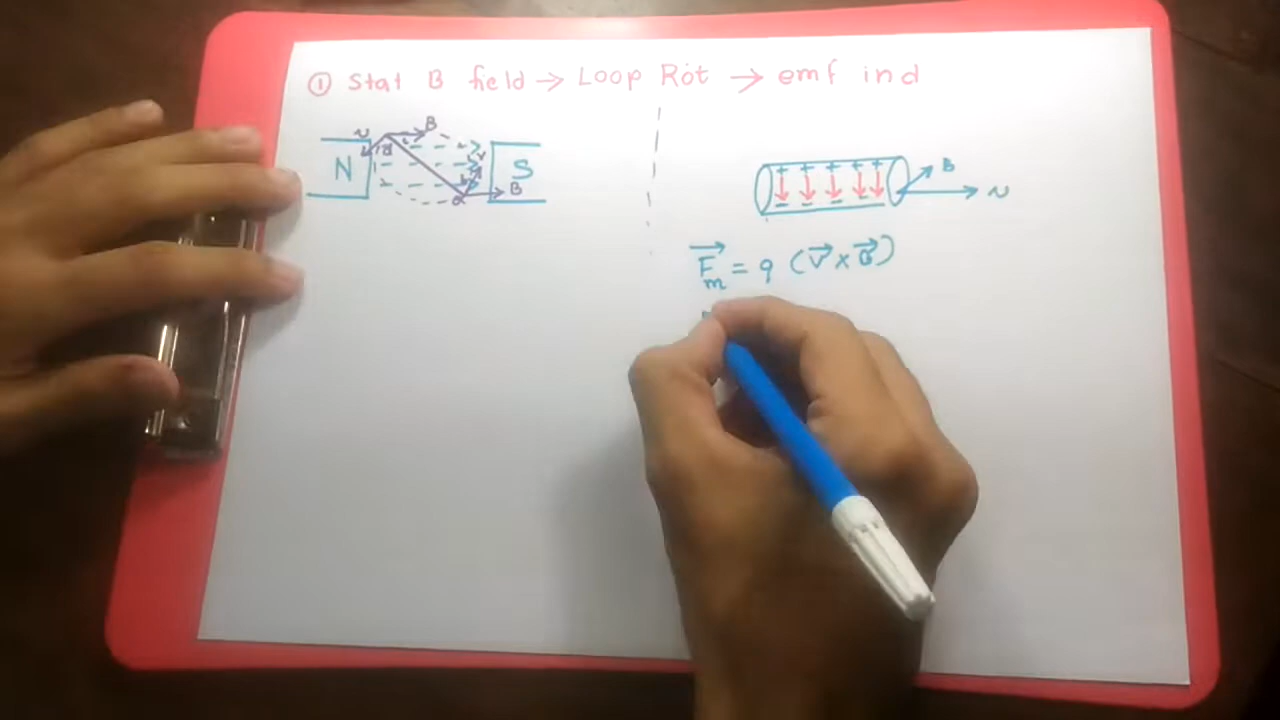 ① Stat B field → Loop Rot → emf ind
N S
B
B
B v
+ + + + +
- - - - -
F⃗m = q (v⃗ × B⃗)